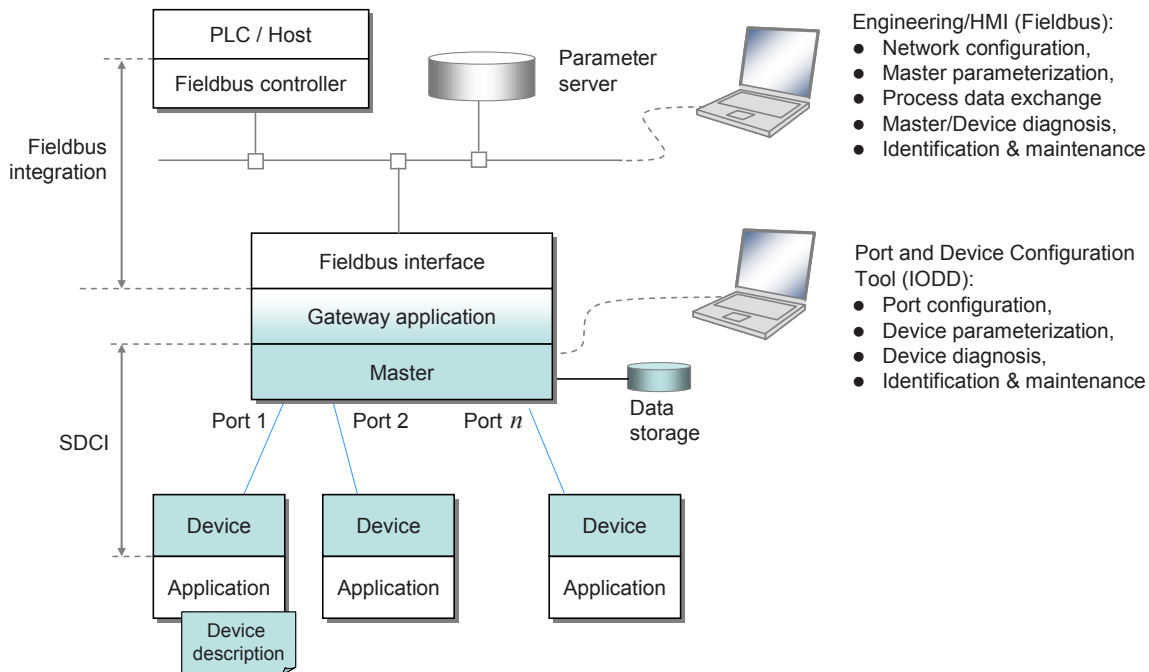 PLC / Host
Fieldbus controller
Parameter
server
Engineering/HMI (Fieldbus):
● Network configuration,
● Master parameterization,
● Process data exchange
● Master/Device diagnosis,
● Identification & maintenance
Fieldbus
integration
Fieldbus interface
Gateway application
Master
Port and Device Configuration
Tool (IODD):
● Port configuration,
● Device parameterization,
● Device diagnosis,
● Identification & maintenance
Port 1
Port 2
Port n
Data
storage
SDCI
Device
Application
Device
description
Device
Application
Device
Application